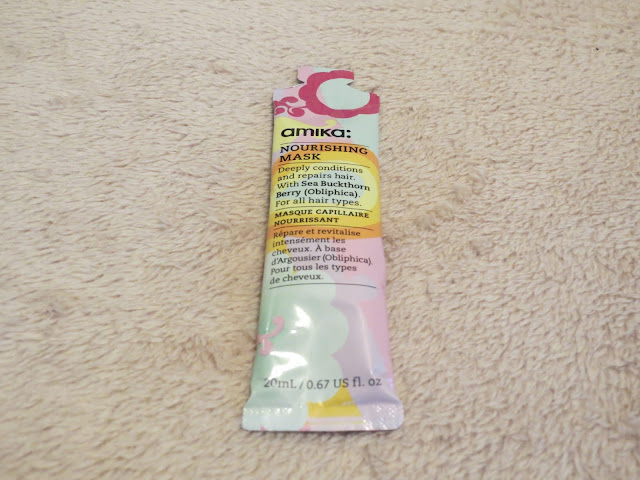 amika:
NOURISHING
MASK
Deeply conditions
and repairs hair.
With Sea Buckthorn
Berry (Obliphica).
For all hair types.
MASQUE CAPILLAIRE
NOURRISSANT
Répare et revitalise
intensément les
cheveux. À base
d'Argousier (Obliphica).
Pour tous les types
de cheveux.
20mL / 0.67 US fl. oz